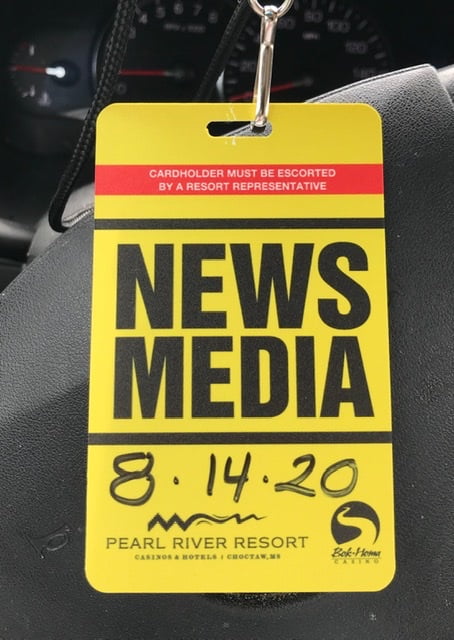 CARDHOLDER MUST BE ESCORTED
BY A RESORT REPRESENTATIVE
NEWS
MEDIA
8.14.20
PEARL RIVER RESORT
CASINOS & HOTELS | CHOCTAW, MS
Bok·Homa
CASINO